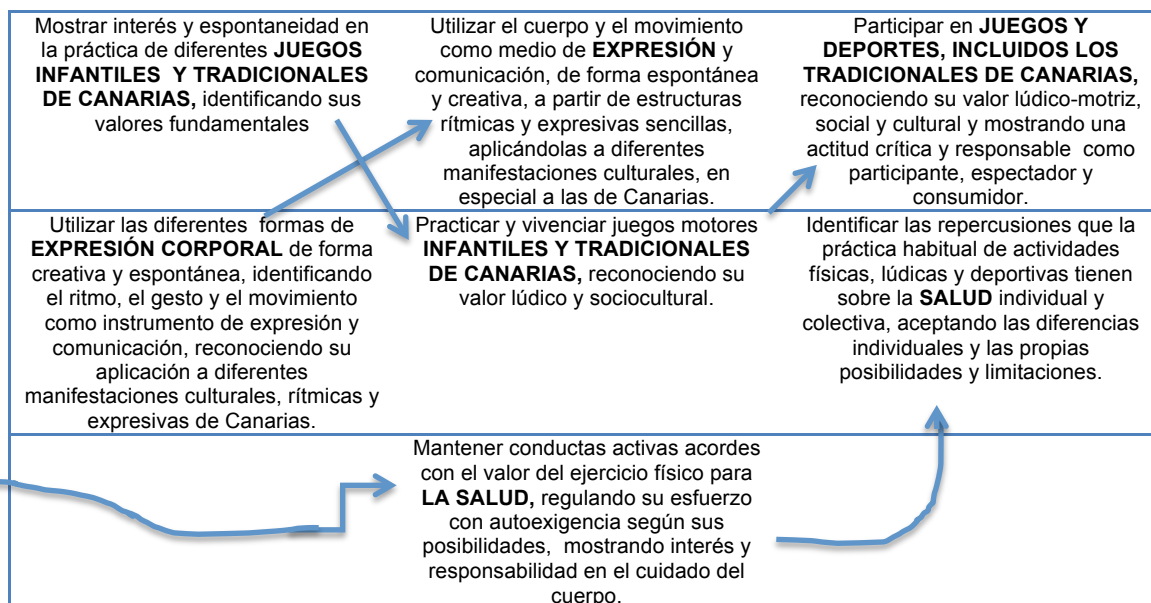 Mostrar interés y espontaneidad en
la práctica de diferentes JUEGOS
INFANTILES Y TRADICIONALES
DE CANARIAS, identificando sus
valores fundamentales
Utilizar el cuerpo y el movimiento
como medio de EXPRESIÓN y
comunicación, de forma espontánea
y creativa, a partir de estructuras
rítmicas y expresivas sencillas,
aplicándolas a diferentes
manifestaciones culturales, en
especial a las de Canarias.
Participar en JUEGOS Y
DEPORTES, INCLUIDOS LOS
TRADICIONALES DE CANARIAS,
reconociendo su valor lúdico-motriz,
social y cultural y mostrando una
actitud crítica y responsable como
participante, espectador y
consumidor.
Utilizar las diferentes formas de
EXPRESIÓN CORPORAL de forma
creativa y espontánea, identificando
el ritmo, el gesto y el movimiento
como instrumento de expresión y
comunicación, reconociendo su
aplicación a diferentes
manifestaciones culturales, rítmicas y
expresivas de Canarias.
Practicar y vivenciar juegos motores
INFANTILES Y TRADICIONALES
DE CANARIAS, reconociendo su
valor lúdico y sociocultural.
Identificar las repercusiones que la
práctica habitual de actividades
físicas, lúdicas y deportivas tienen
sobre la SALUD individual y
colectiva, aceptando las diferencias
individuales y las propias
posibilidades y limitaciones.
Mantener conductas activas acordes
con el valor del ejercicio físico para
LA SALUD, regulando su esfuerzo
con autoexigencia según sus
posibilidades, mostrando interés y
responsabilidad en el cuidado del
cuerpo.